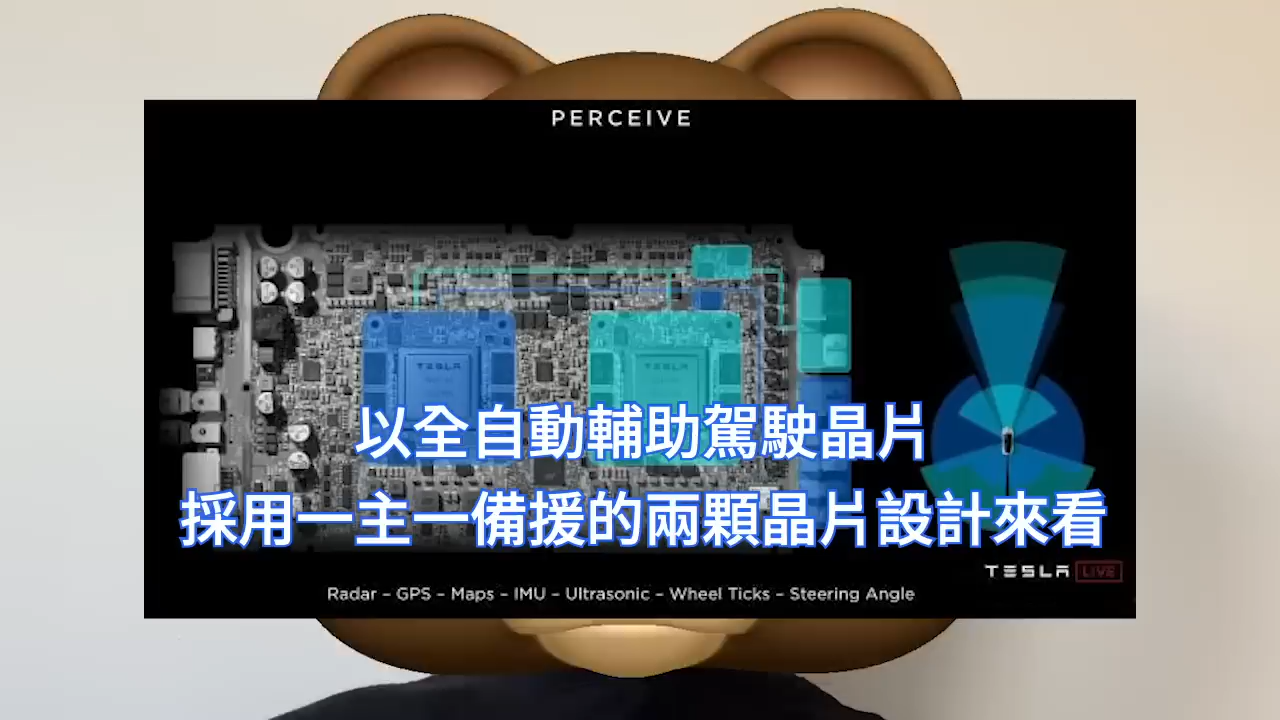 PERCEIVE
TESLA
TESLA
以全自動輔助駕駛晶片
採用一主一備援的兩顆晶片設計來看
TESLA LIVE
Radar – GPS – Maps – IMU – Ultrasonic – Wheel Ticks – Steering Angle